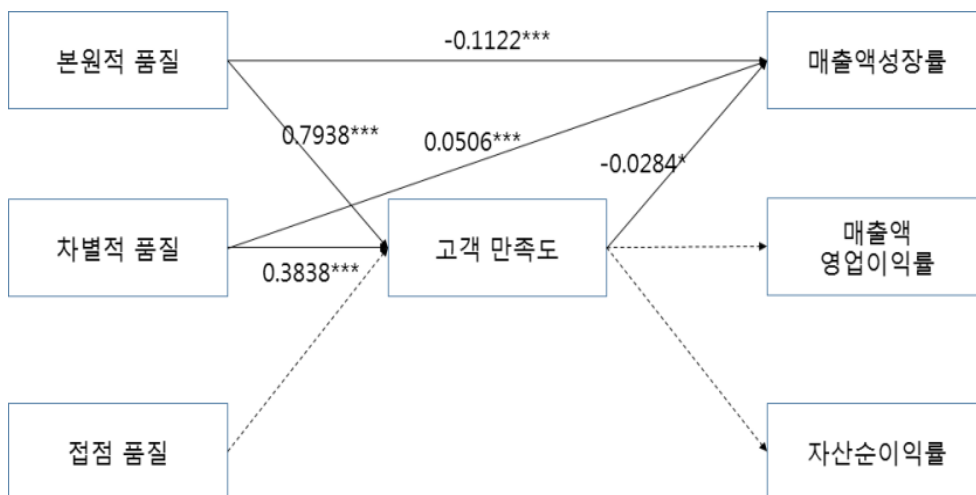 본원적 품질
-0.1122***
매출액성장률
0.7938***
0.0506***
-0.0284*
차별적 품질
고객 만족도
매출액
영업이익률
0.3838***
접점 품질
자산순이익률